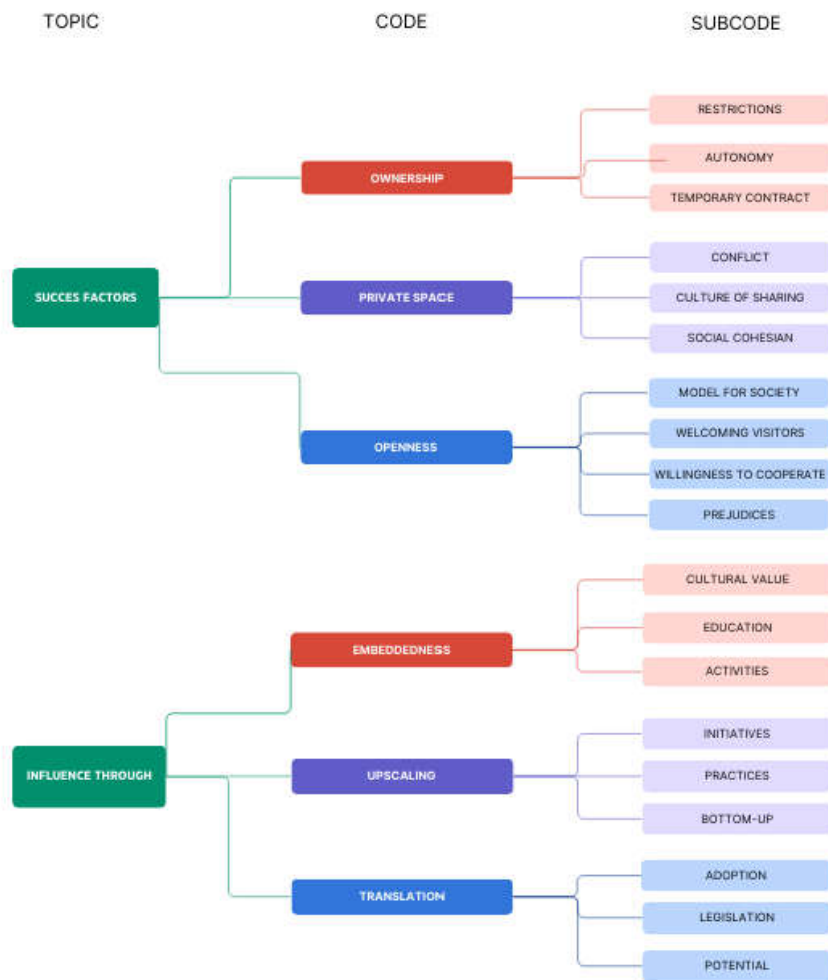 TOPIC CODE SUBCODE
RESTRICTIONS
AUTONOMY
OWNERSHIP
TEMPORARY CONTRACT
CONFLICT
SUCCES FACTORS
PRIVATE SPACE
CULTURE OF SHARING
SOCIAL COHESIAN
MODEL FOR SOCIETY
WELCOMING VISITORS
OPENNESS
WILLINGNESS TO COOPERATE
PREJUDICES
CULTURAL VALUE
EDUCATION
EMBEDDEDNESS
ACTIVITIES
INITIATIVES
INFLUENCE THROUGH
UPSCALING
PRACTICES
BOTTOM-UP
ADOPTION
TRANSLATION
LEGISLATION
POTENTIAL